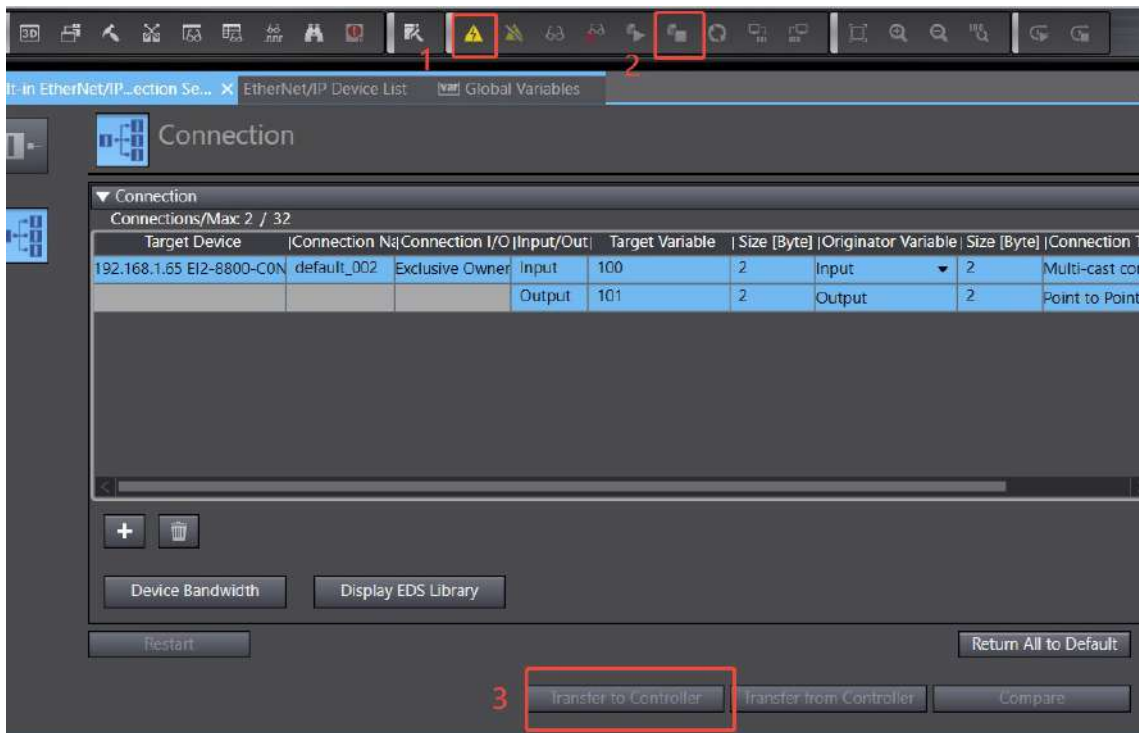 3D
1
2
lt-in EtherNet/IP...ection Se... X EtherNet/IP Device List var Global Variables
Connection
▼ Connection
Connections/Max: 2 / 32
Target Device |Connection Na|Connection I/O |Input/Out| Target Variable | Size [Byte] |Originator Variable | Size [Byte] |Connection T
192.168.1.65 EI2-8800-C0N default_002 Exclusive Owner Input 100 2 Input 2 Multi-cast co
Output 101 2 Output 2 Point to Point
+
Device Bandwidth Display EDS Library
Restart Return All to Default
3 Transfer to Controller Transfer from Controller Compare